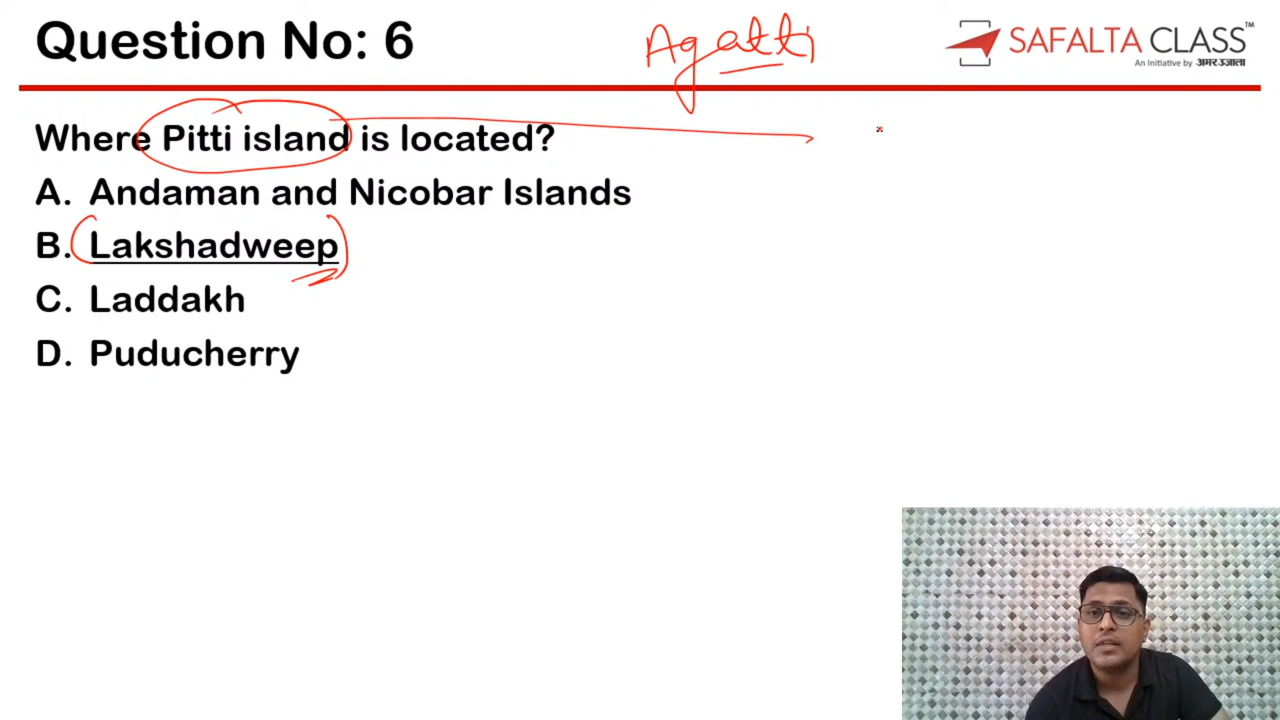 Question No: 6
Agatti
SAFALTA CLASS™
An Initiative by अमर उजाला
Where Pitti island is located?
A. Andaman and Nicobar Islands
B. Lakshadweep
C. Laddakh
D. Puducherry